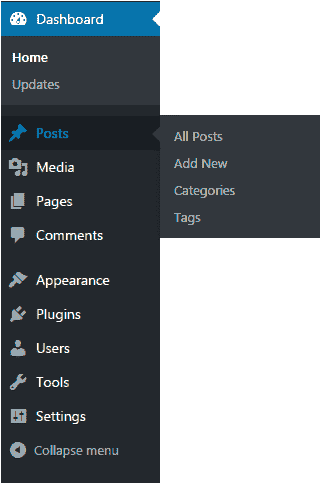 Dashboard
Home
Updates
Posts
All Posts
Add New
Categories
Tags
Media
Pages
Comments
Appearance
Plugins
Users
Tools
Settings
Collapse menu